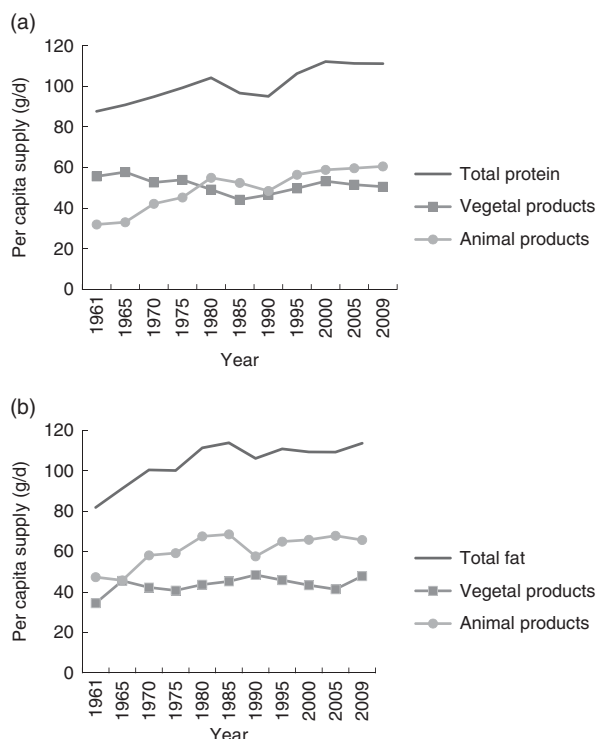 (a)
120
100
80
60
40
20
0
Per capita supply (g/d)
1961 1965 1970 1975 1980 1985 1990 1995 2000 2005 2009
Year
Total protein
Vegetal products
Animal products
(b)
120
100
80
60
40
20
0
Per capita supply (g/d)
1961 1965 1970 1975 1980 1985 1990 1995 2000 2005 2009
Year
Total fat
Vegetal products
Animal products